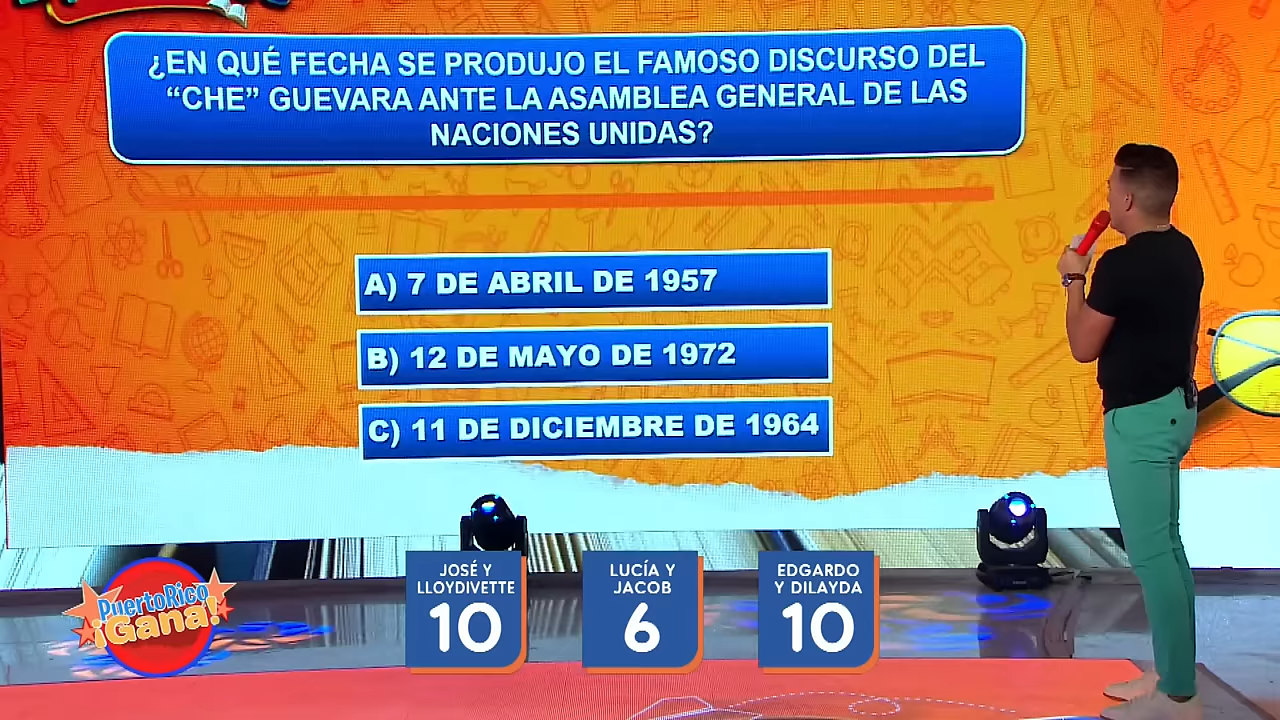 ¿EN QUÉ FECHA SE PRODUJO EL FAMOSO DISCURSO DEL
“CHE” GUEVARA ANTE LA ASAMBLEA GENERAL DE LAS
NACIONES UNIDAS?
A) 7 DE ABRIL DE 1957
B) 12 DE MAYO DE 1972
C) 11 DE DICIEMBRE DE 1964
PuertoRico
¡Gana!
JOSÉ Y
LLOYDIVETTE
10
LUCÍA Y
JACOB
6
EDGARDO
Y DILAYDA
10